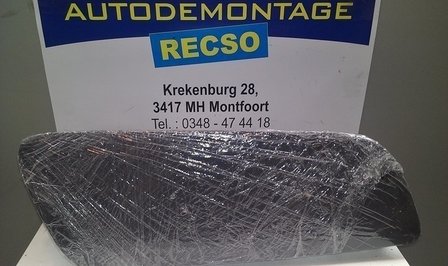 AUTODEMONTAGE
RECSO
Krekenburg 28,
3417 MH Montfoort
Tel. : 0348 - 47 44 18